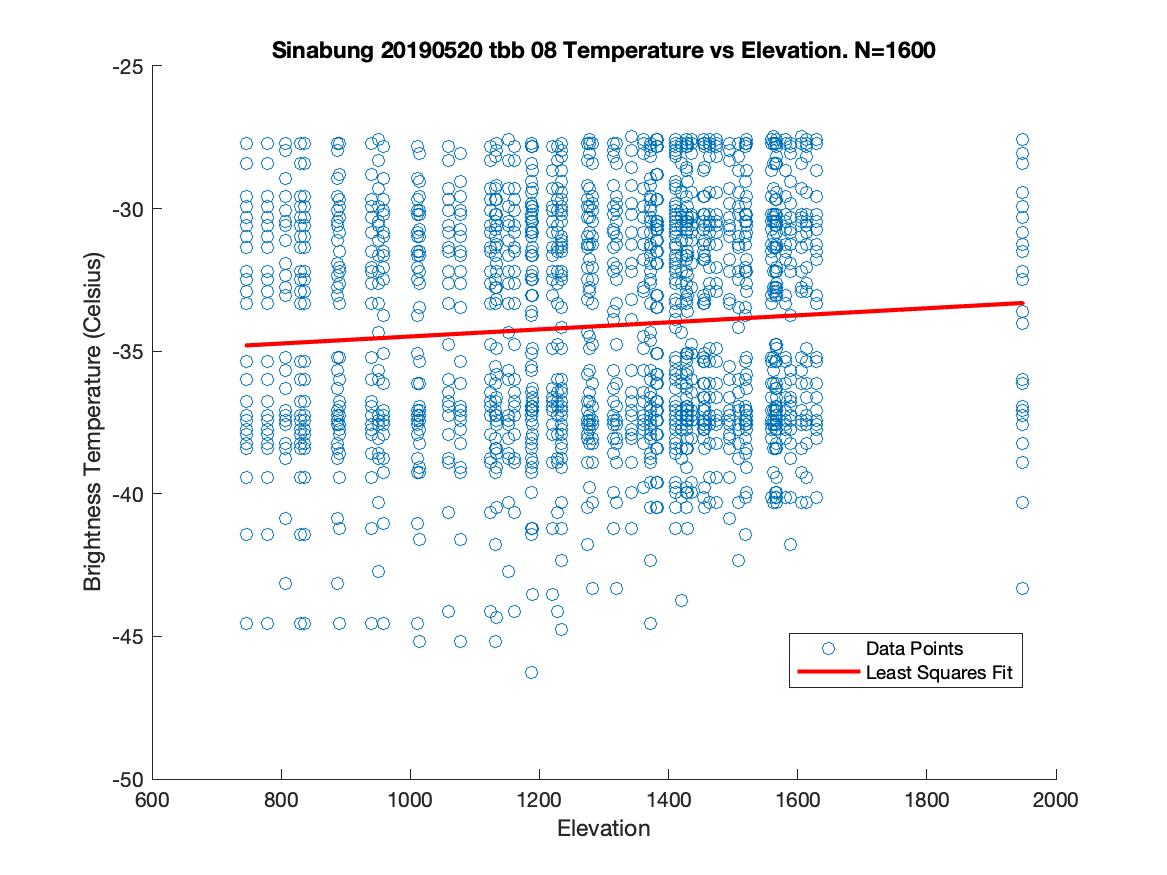 Sinabung 20190520 tbb 08 Temperature vs Elevation. N=1600
-25
-30
-35
-40
-45
-50
Brightness Temperature (Celsius)
Data Points
Least Squares Fit
600 800 1000 1200 1400 1600 1800 2000
Elevation